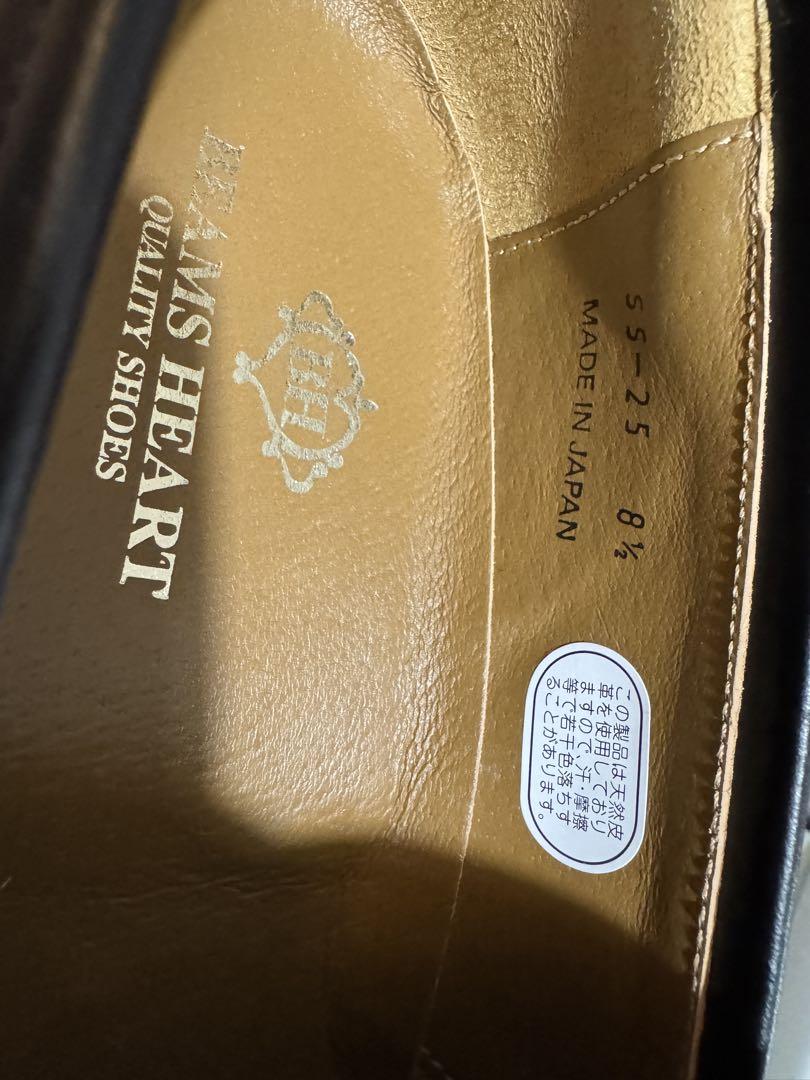 BEAMS HEART
QUALITY SHOES
BH
SS-25 8½
MADE IN JAPAN
この製品は天然皮
革を使用しており
ますので、汗・摩擦
等で若干色落ちす
ることがあります。